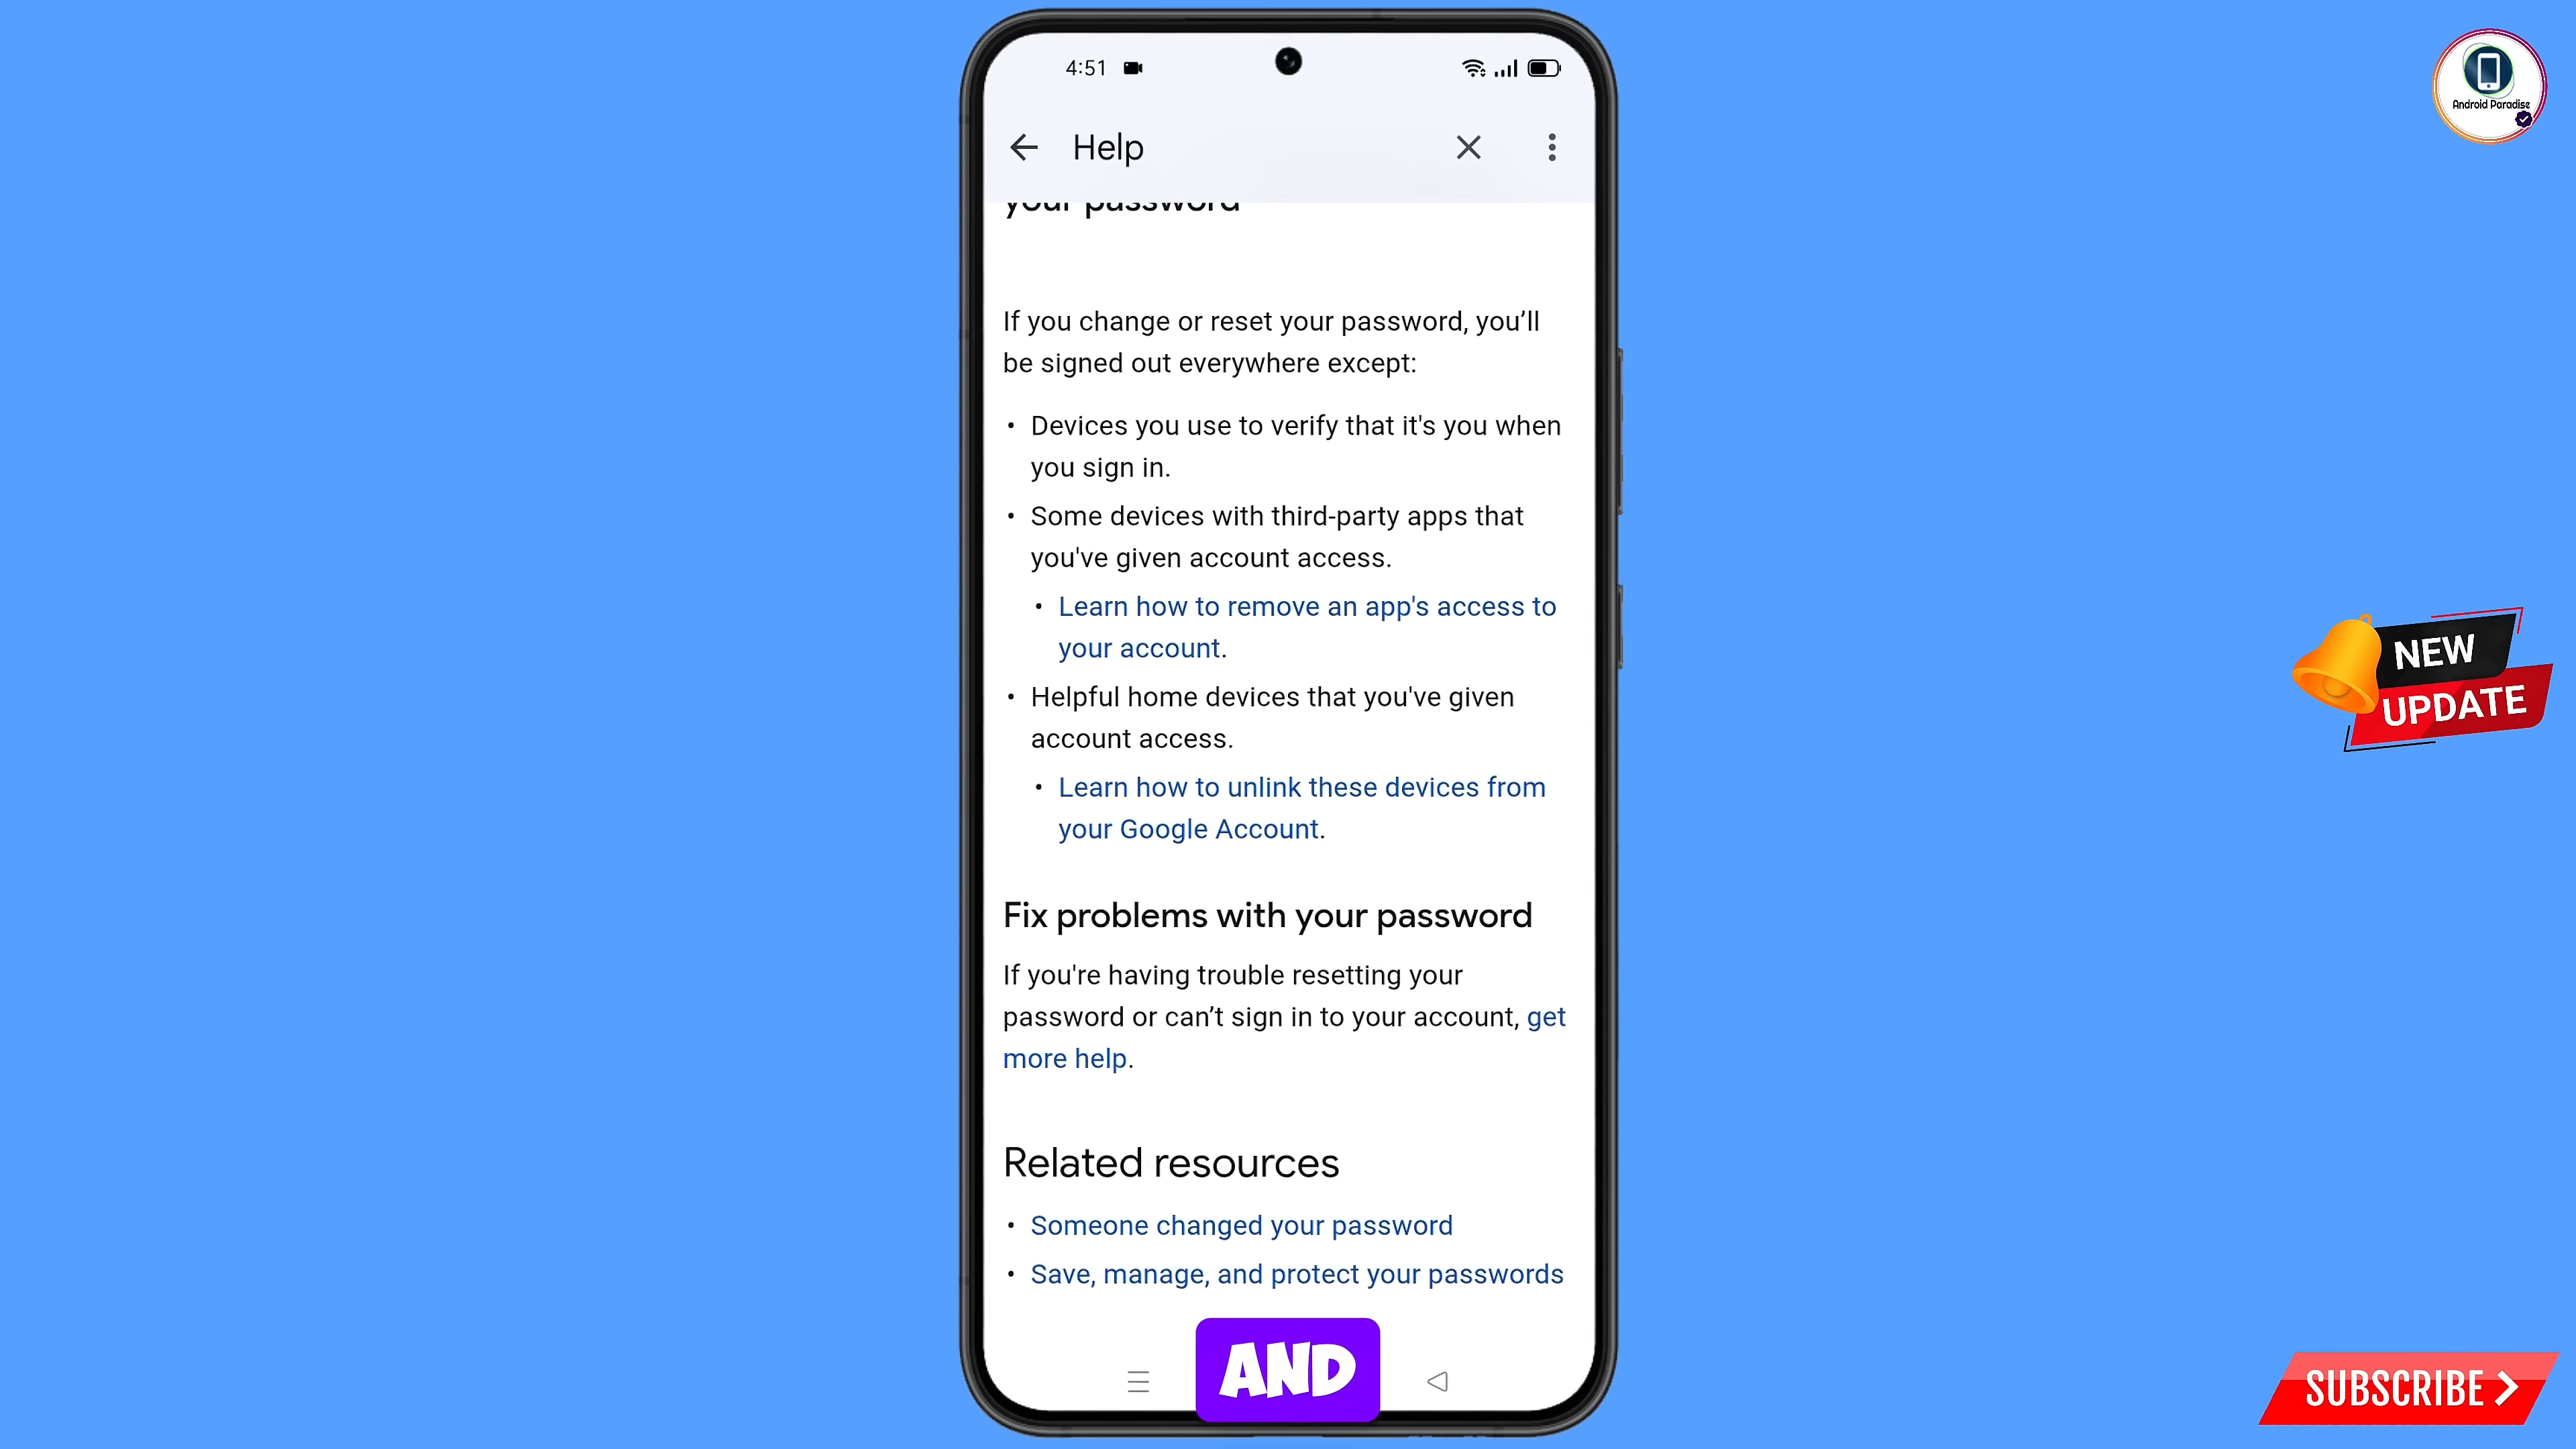 4:51
Android Paradise
Help
your password
If you change or reset your password, you’ll
be signed out everywhere except:
• Devices you use to verify that it's you when
you sign in.
• Some devices with third-party apps that
you've given account access.
• Learn how to remove an app's access to
your account.
• Helpful home devices that you've given
account access.
• Learn how to unlink these devices from
your Google Account.
NEW
UPDATE
Fix problems with your password
If you're having trouble resetting your
password or can’t sign in to your account, get
more help.
Related resources
• Someone changed your password
• Save, manage, and protect your passwords
AND
SUBSCRIBE